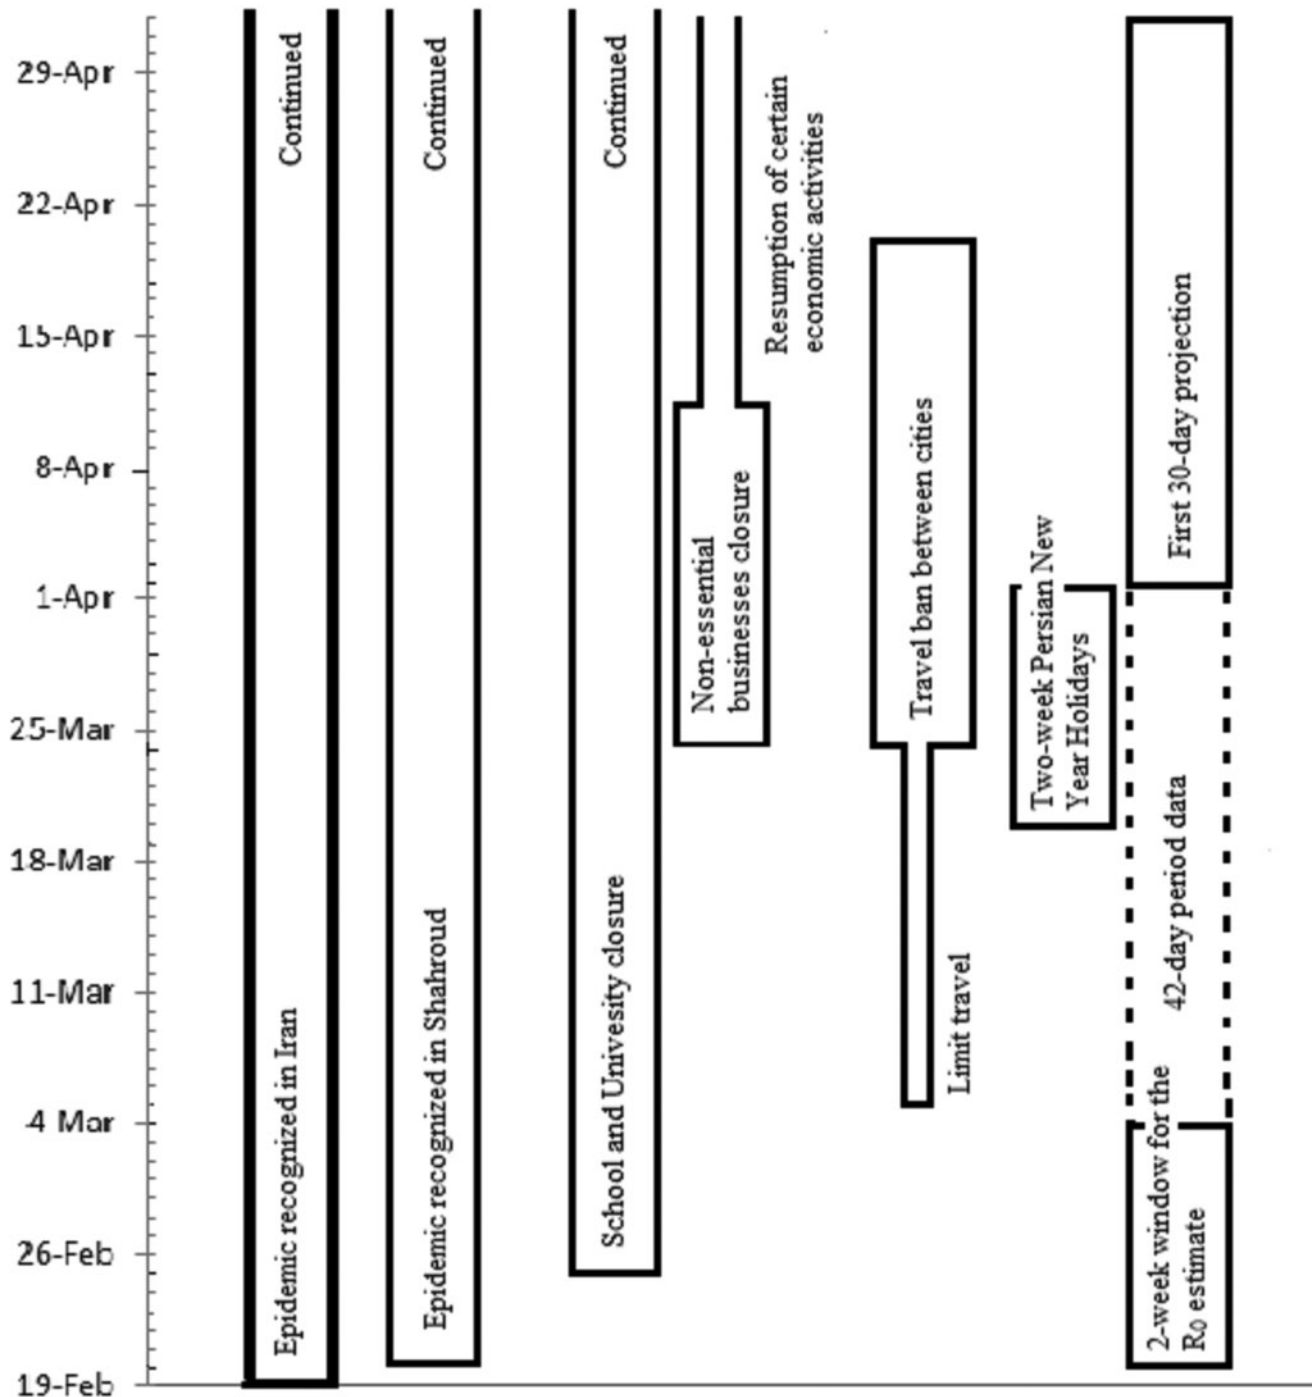 29-Apr
22-Apr
15-Apr
8-Apr
1-Apr
25-Mar
18-Mar
11-Mar
4 Mar
26-Feb
19-Feb
Epidemic recognized in Iran
Continued
Epidemic recognized in Shahroud
Continued
School and Univesity closure
Continued
Non-essential
businesses closure
Resumption of certain
economic activities
Travel ban between cities
Limit travel
Two-week Persian New
Year Holidays
First 30-day projection
42-day period data
2-week window for the
R₀ estimate